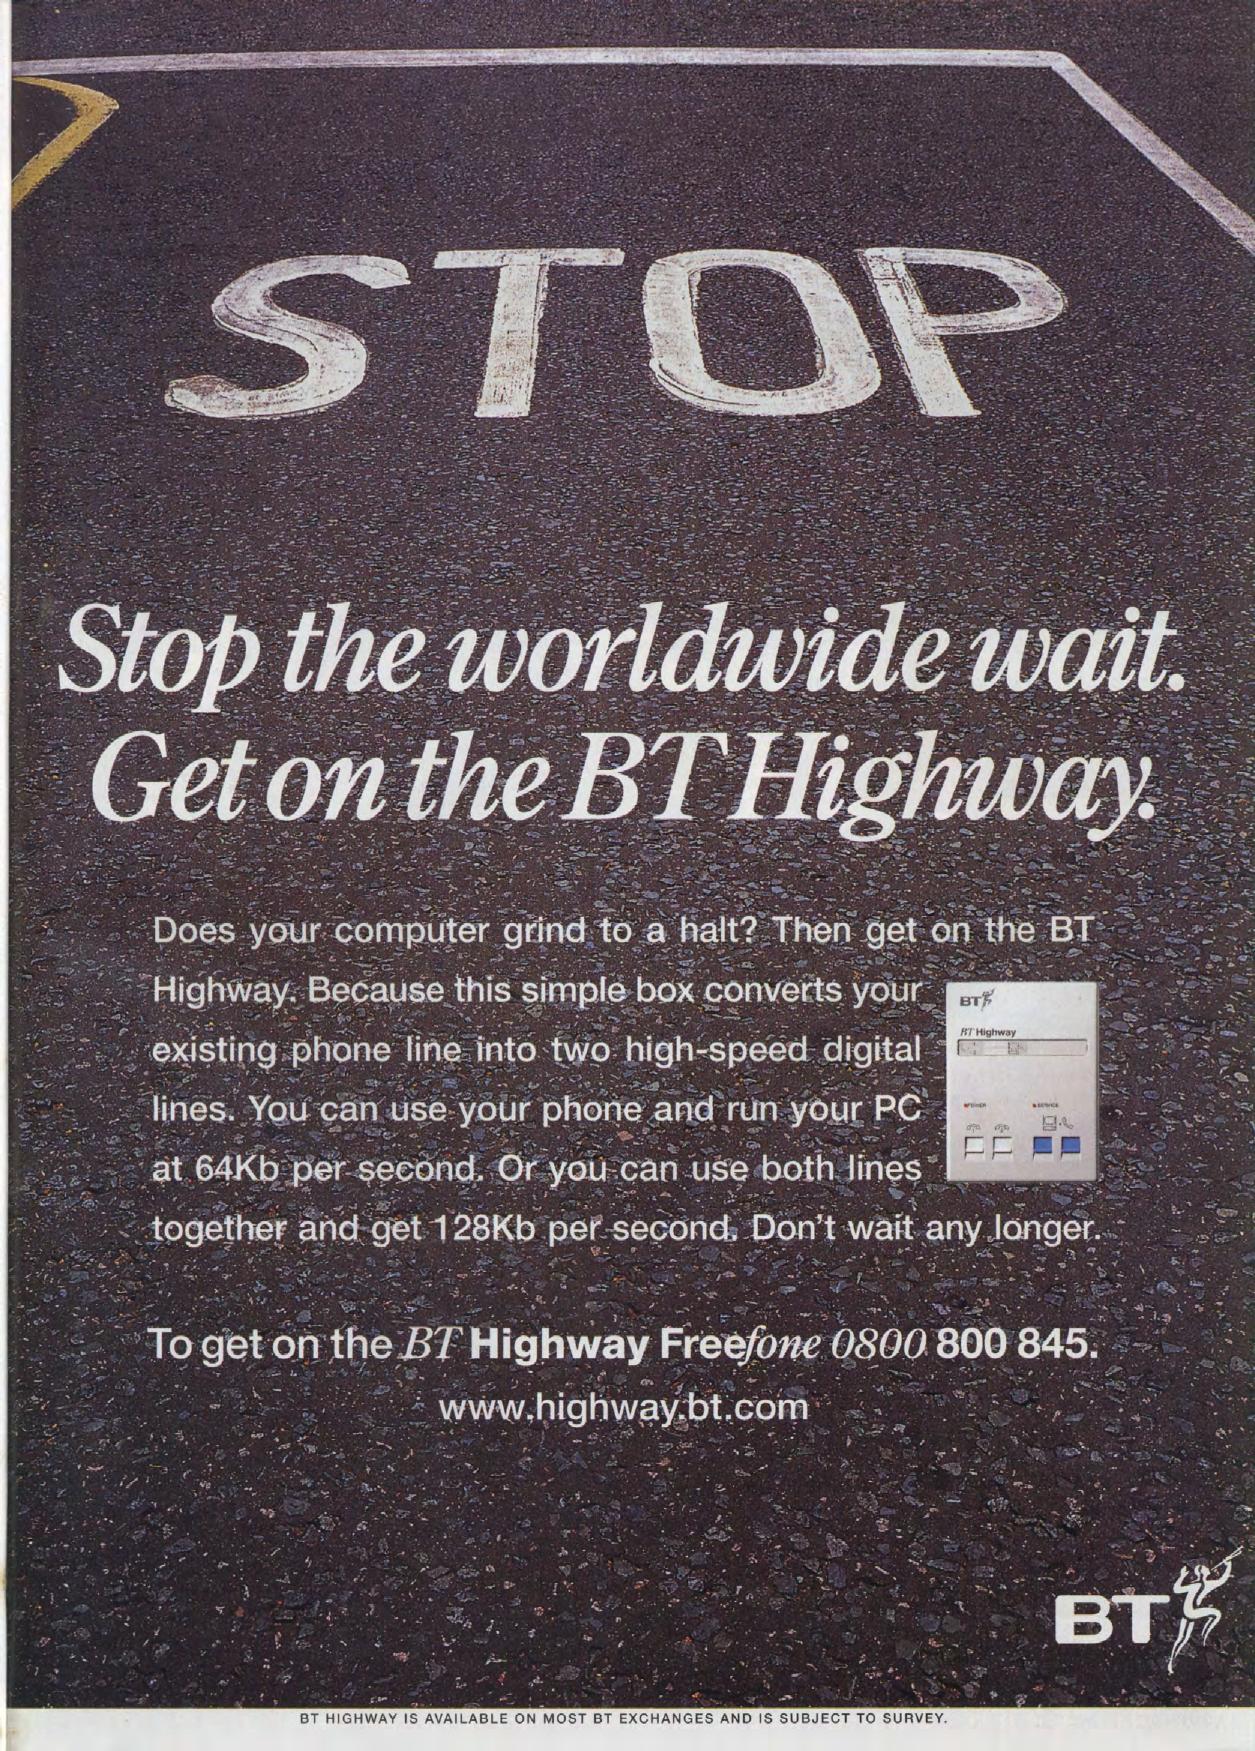 STOP
Stop the worldwide wait.
Get on the BT Highway.
Does your computer grind to a halt? Then get on the BT
Highway. Because this simple box converts your
existing phone line into two high-speed digital
lines. You can use your phone and run your PC
at 64Kb per second. Or you can use both lines
together and get 128Kb per second. Don't wait any longer.
BT
BT Highway
POWER SERVICE
To get on the BT Highway Freefone 0800 800 845.
www.highway.bt.com
BT
BT HIGHWAY IS AVAILABLE ON MOST BT EXCHANGES AND IS SUBJECT TO SURVEY.